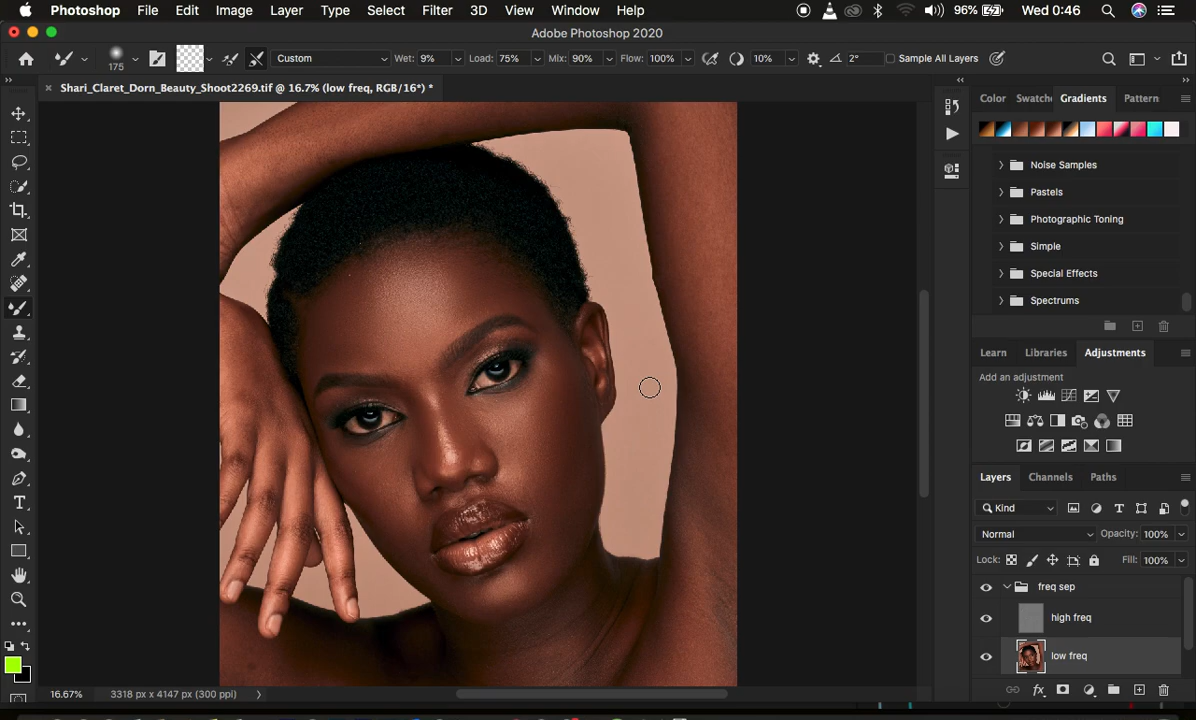 Photoshop File Edit Image Layer Type Select Filter 3D View Window Help 96% Wed 0:46
Adobe Photoshop 2020
175 Custom Wet: 9% Load: 75% Mix: 90% Flow: 100% 10% 2° Sample All Layers
Shari_Claret_Dorn_Beauty_Shoot2269.tif @ 16.7% (low freq, RGB/16*) *
Color Swatche Gradients Pattern
Noise Samples
Pastels
Photographic Toning
Simple
Special Effects
Spectrums
Learn Libraries Adjustments
Add an adjustment
Layers Channels Paths
Kind
Normal Opacity: 100%
Lock: Fill: 100%
freq sep
high freq
low freq
16.67% 3318 px x 4147 px (300 ppi)